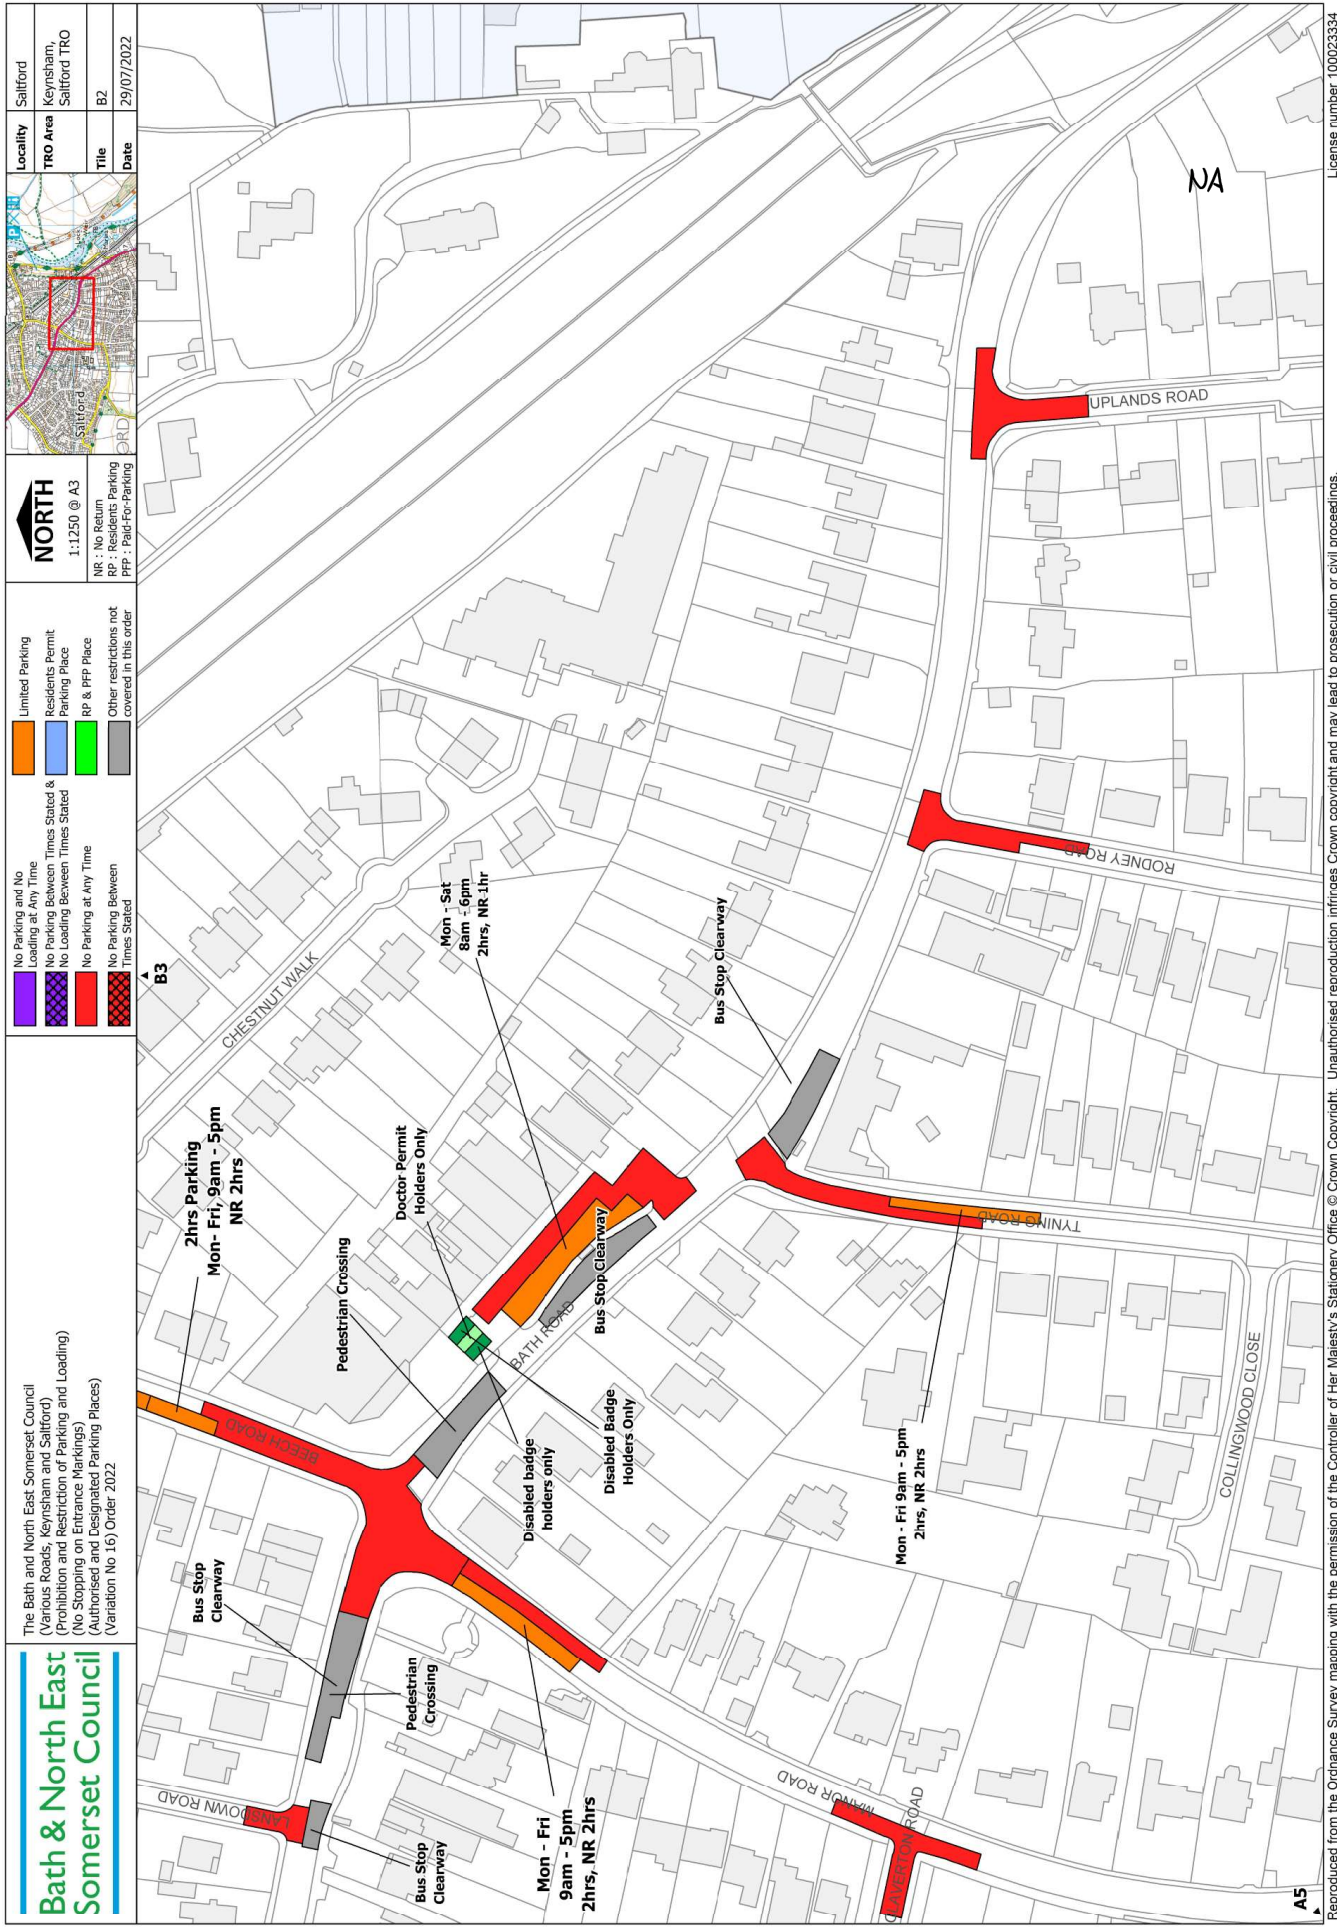 Bath & North East
Somerset Council
The Bath and North East Somerset Council
(Various Roads, Keynsham and Saltford)
(Prohibition and Restriction of Parking and Loading)
(No Stopping on Entrance Markings)
(Authorised and Designated Parking Places)
(Variation No 16) Order 2022
No Parking and No
Loading at Any Time
No Parking Between Times Stated &
No Loading Between Times Stated
No Parking at Any Time
No Parking Between
Times Stated
Limited Parking
Residents Permit
Parking Place
RP & PFP Place
Other restrictions not
covered in this order
NORTH
1:1250 @ A3
NR : No Return
RP : Residents Parking
PFP : Paid-For-Parking
Saltford
Locality
Saltford
TRO Area
Keynsham,
Saltford TRO
Tile
B2
Date
29/07/2022
B3
2hrs Parking
Mon- Fri, 9am - 5pm
NR 2hrs
CHESTNUT WALK
Bus Stop
Clearway
BEECH ROAD
Pedestrian Crossing
Doctor Permit
Holders Only
Mon - Sat
8am - 6pm
2hrs, NR 1hr
LANSDOWN ROAD
Pedestrian
Crossing
Bus Stop
Clearway
Disabled badge
holders only
BATH ROAD
Bus Stop Clearway
Disabled Badge
Holders Only
Bus Stop Clearway
Mon - Fri
9am - 5pm
2hrs, NR 2hrs
MANOR ROAD
CLAVERTON ROAD
Mon - Fri 9am - 5pm
2hrs, NR 2hrs
TYNING ROAD
RODNEY ROAD
UPLANDS ROAD
COLLINGWOOD CLOSE
NA
A5
Reproduced from the Ordnance Survey mapping with the permission of the Controller of Her Majesty's Stationery Office © Crown Copyright. Unauthorised reproduction infringes Crown copyright and may lead to prosecution or civil proceedings.
License number 100023334